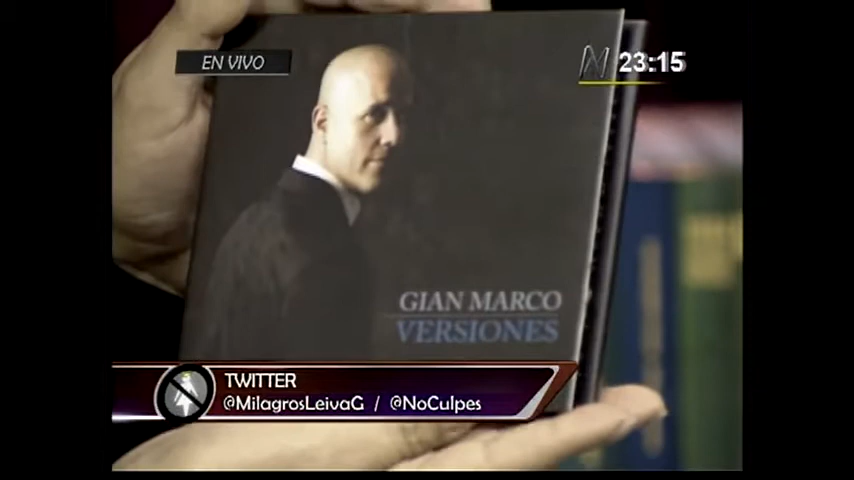 EN VIVO
23:15
GIAN MARCO
VERSIONES
TWITTER
@MilagrosLeivaG / @NoCulpes